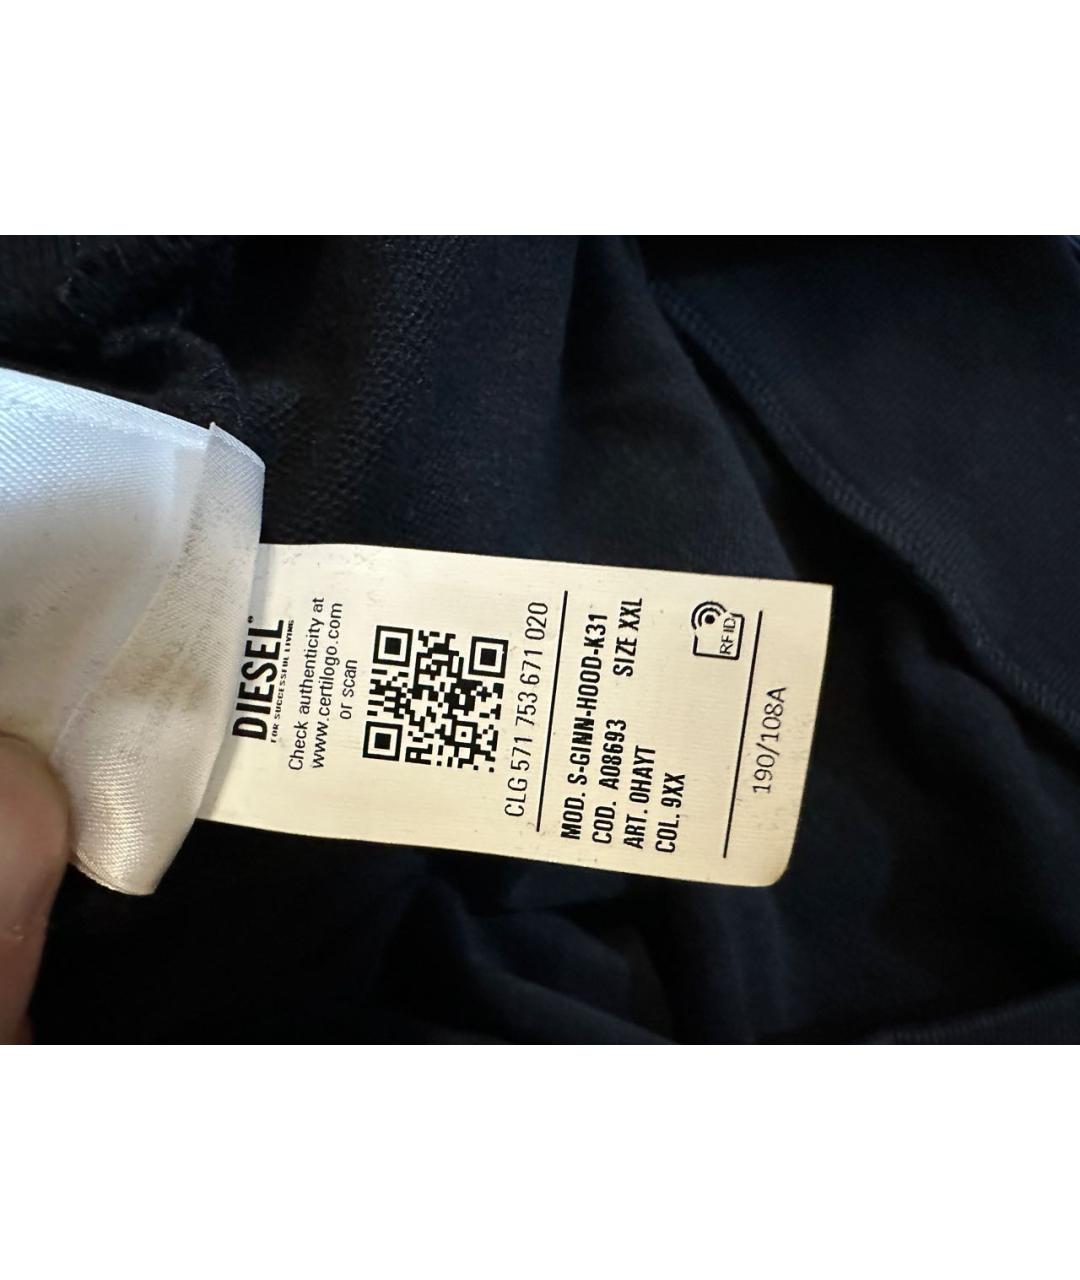 DIESEL®
FOR SUCCESSFUL LIVING
Check authenticity at
www.certilogo.com
or scan
CLG 571 753 671 020
MOD. S-GINN-HOOD-K31
COD. A08693 SIZE XXL
ART. 0HAYT
COL. 9XX
RFID
190/108A